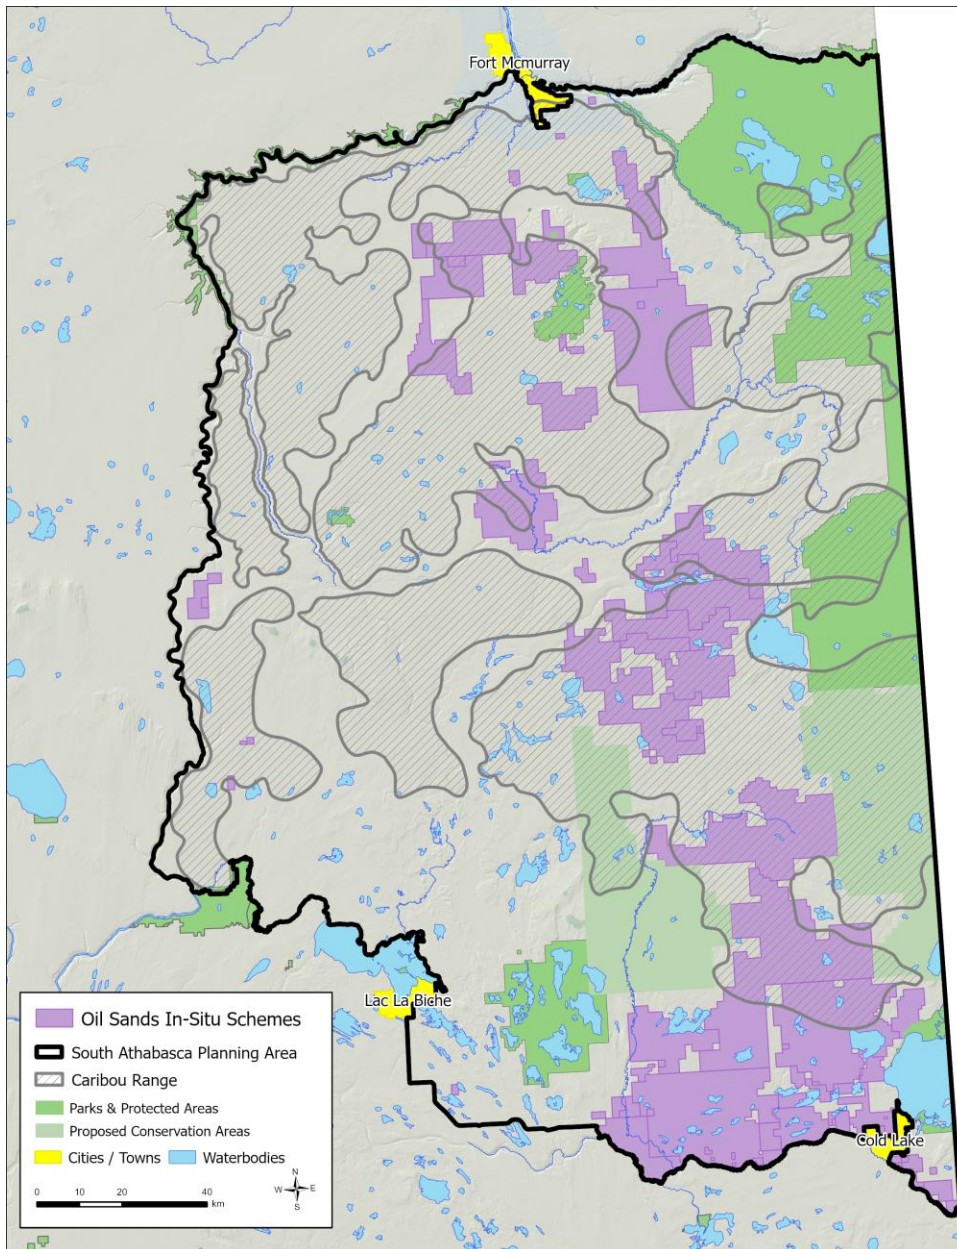 Fort Mcmurray
Lac La Biche
Cold Lake
Oil Sands In-Situ Schemes
South Athabasca Planning Area
Caribou Range
Parks & Protected Areas
Proposed Conservation Areas
Cities / Towns Waterbodies
0 10 20 40
km
N
W E
S